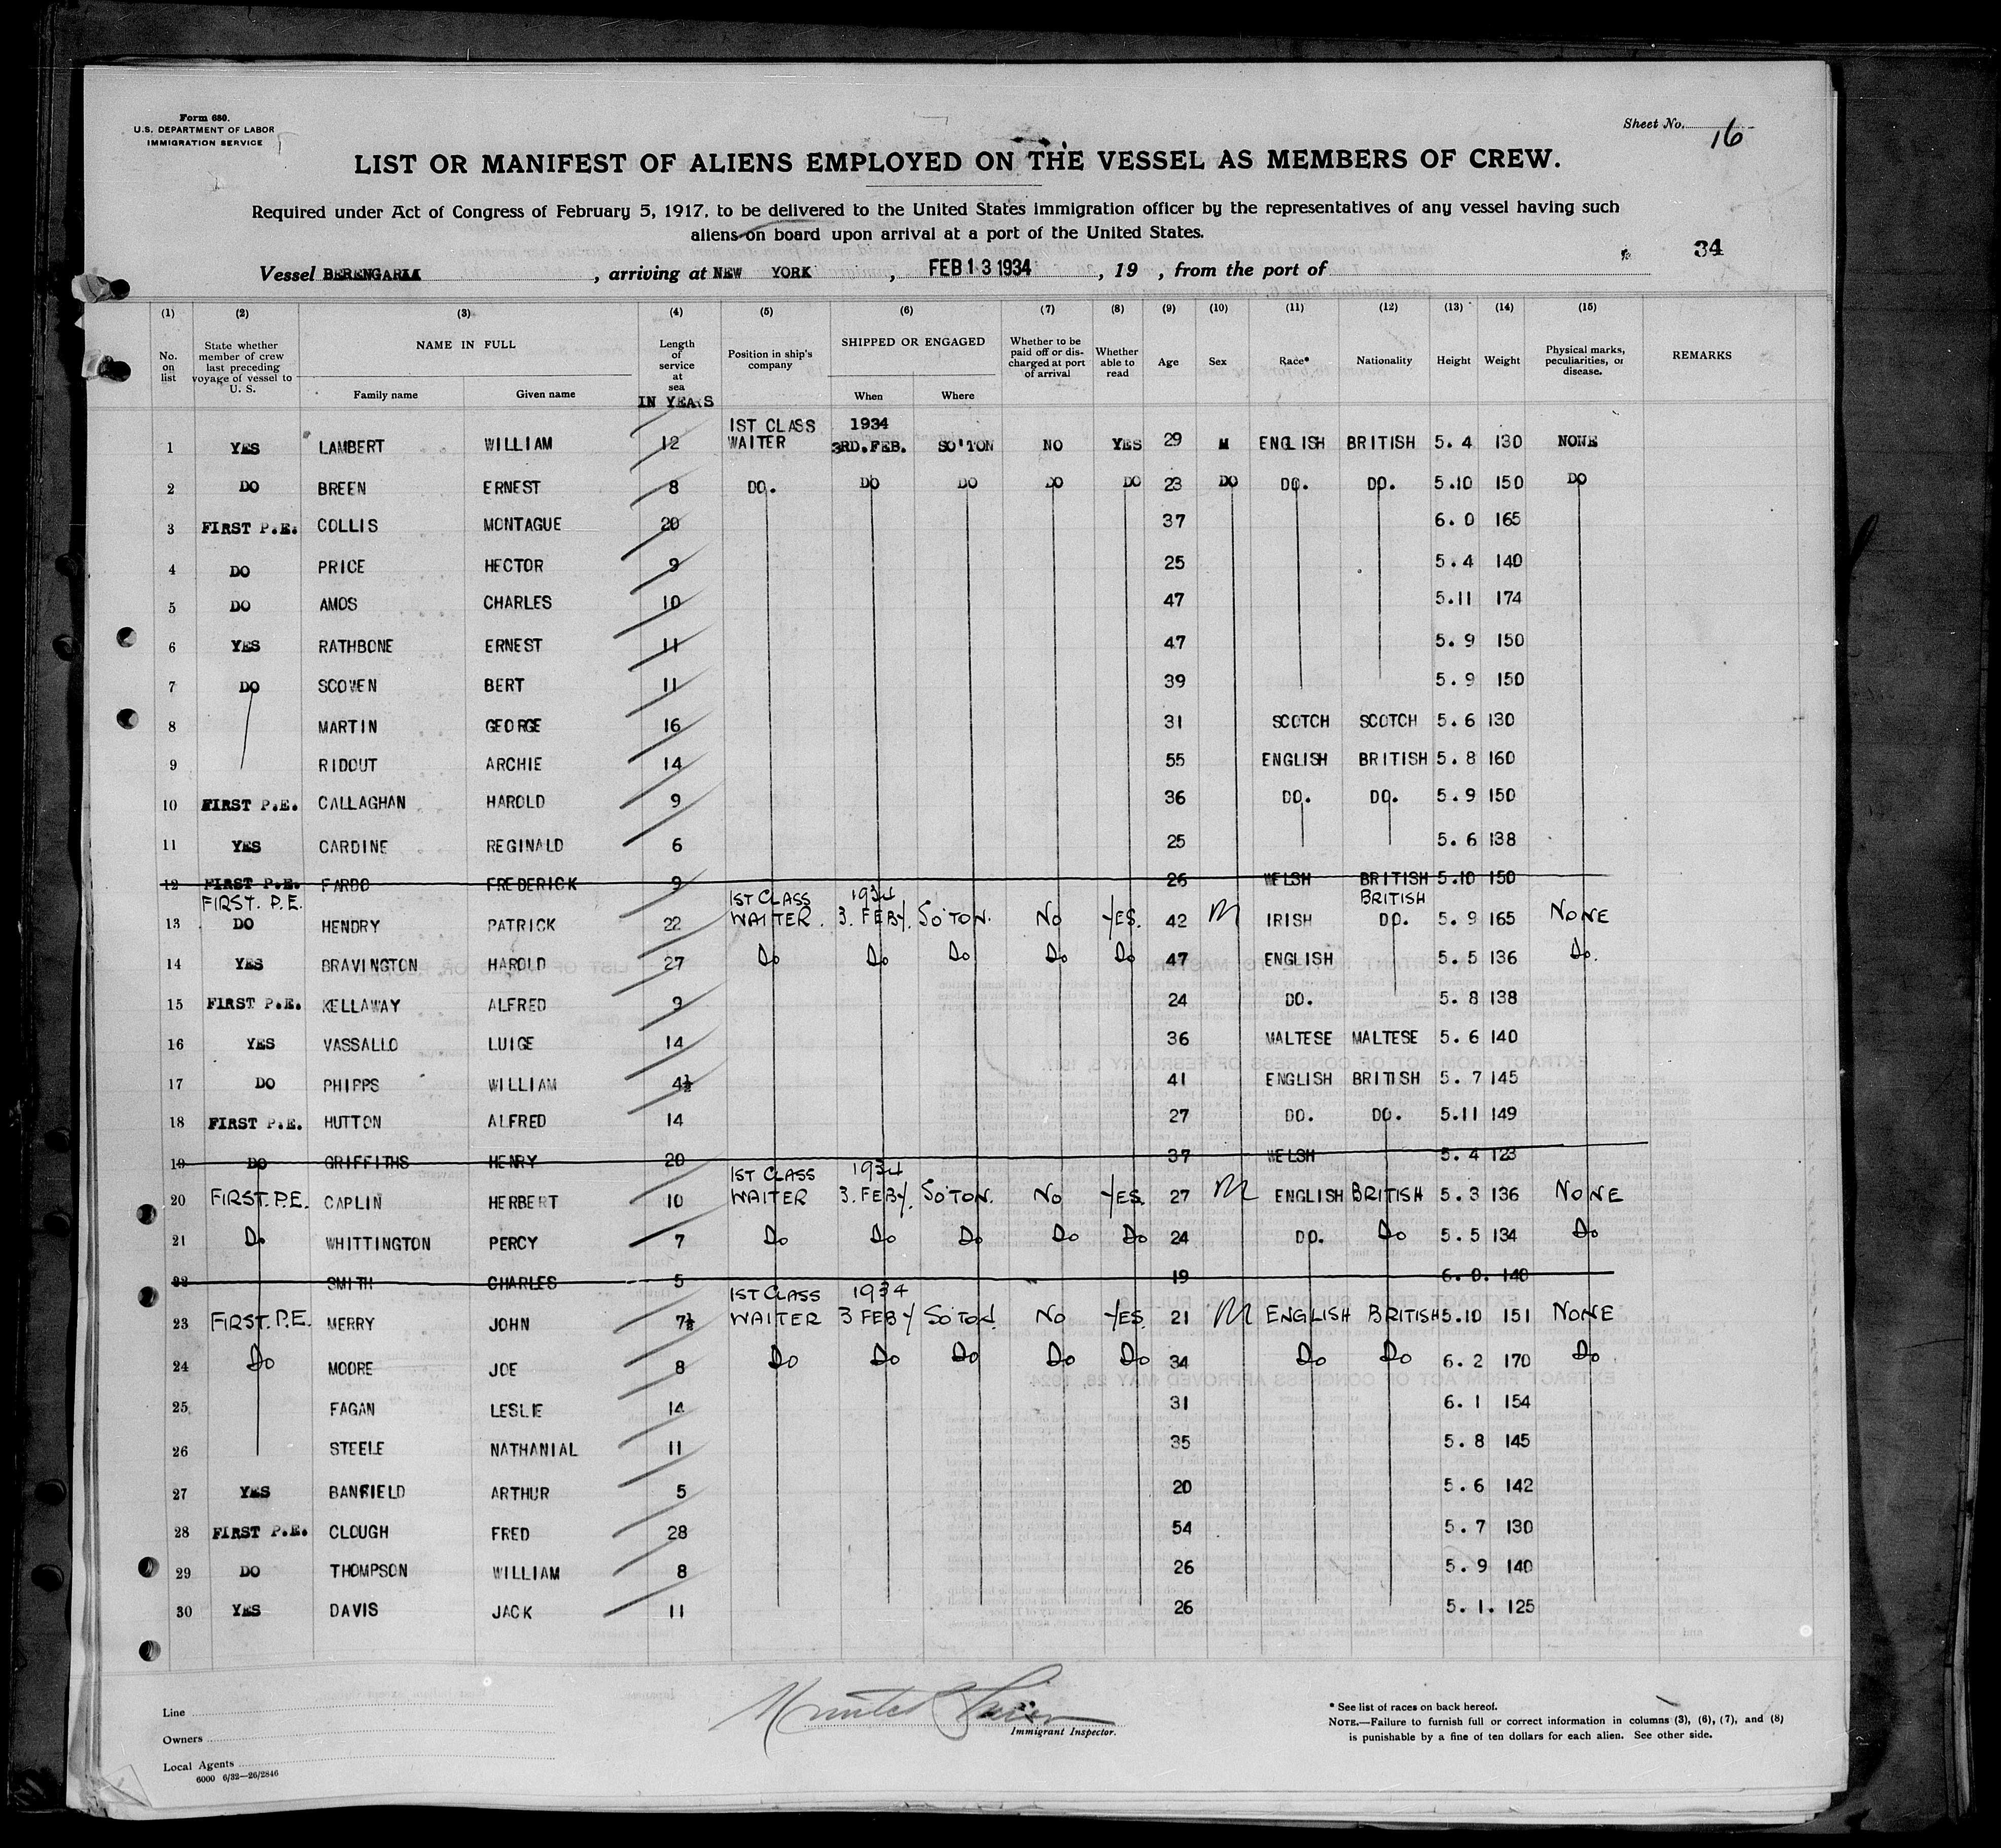 Form 680.
U.S. DEPARTMENT OF LABOR
IMMIGRATION SERVICE
Sheet No. 16
LIST OR MANIFEST OF ALIENS EMPLOYED ON THE VESSEL AS MEMBERS OF CREW.
Required under Act of Congress of February 5, 1917, to be delivered to the United States immigration officer by the representatives of any vessel having such
aliens on board upon arrival at a port of the United States.
34
Vessel BERENGARIA, arriving at NEW YORK, FEB 13 1934, 19 , from the port of
(1) (2) (3) (4) (5) (6) (7) (8) (9) (10) (11) (12) (13) (14) (15)
No. on list State whether member of crew last preceding voyage of vessel to U. S. NAME IN FULL Family name Given name Length of service at sea IN YEARS Position in ship's company SHIPPED OR ENGAGED When Where Whether to be paid off or discharged at port of arrival Whether able to read Age Sex Race* Nationality Height Weight Physical marks, peculiarities, or disease. REMARKS
1 YES LAMBERT WILLIAM 12 1ST CLASS WAITER 1934 3RD.FEB. SO'TON NO YES 29 M ENGLISH BRITISH 5. 4 130 NONE
2 DO BREEN ERNEST 8 DO. DO DO DO DO 23 DO DO. DO. 5.10 150 DO
3 FIRST P.E. COLLIS MONTAGUE 20 37 6. 0 165
4 DO PRICE HECTOR 9 25 5. 4 140
5 DO AMOS CHARLES 10 47 5.11 174
6 YES RATHBONE ERNEST 11 47 5. 9 150
7 DO SCOWEN BERT 11 39 5. 9 150
8 MARTIN GEORGE 16 31 SCOTCH SCOTCH 5. 6 130
9 RIDOUT ARCHIE 14 55 ENGLISH BRITISH 5. 8 160
10 FIRST P.E. CALLAGHAN HAROLD 9 36 DO. DO. 5. 9 150
11 YES CARDINE REGINALD 6 25 5. 6 138
12 FIRST P.E. FARDO FREDERICK 9 26 WELSH BRITISH 5.10 150
13 FIRST. P.E. DO HENDRY PATRICK 22 1ST CLASS WAITER. 1934 3. FEBY. SO'TON. NO YES. 42 M IRISH BRITISH DO. 5. 9 165 NONE
14 YES BRAVINGTON HAROLD 27 Do Do Do Do Do 47 ENGLISH 5. 5 136 Do.
15 FIRST P.E. KELLAWAY ALFRED 9 24 DO. 5. 8 138
16 YES VASSALLO LUIGE 14 36 MALTESE MALTESE 5. 6 140
17 DO PHIPPS WILLIAM 4½ 41 ENGLISH BRITISH 5. 7 145
18 FIRST P.E. HUTTON ALFRED 14 27 DO. DO. 5.11 149
19 DO GRIFFITHS HENRY 20 37 WELSH 5. 4 123
20 FIRST. P.E. CAPLIN HERBERT 10 1ST CLASS WAITER 1934 3. FEBY. SO'TON. NO YES. 27 M ENGLISH BRITISH 5. 3 136 NONE
21 Do WHITTINGTON PERCY 7 Do Do Do Do Do 24 DO. Do 5. 5 134 Do
22 SMITH CHARLES 5 19 6. 0. 140
23 FIRST. P.E. MERRY JOHN 7½ 1ST CLASS WAITER 1934 3 FEBY SO'TON. NO YES. 21 M ENGLISH BRITISH 5.10 151 NONE
24 Do MOORE JOE 8 Do Do Do Do Do 34 Do Do 6. 2 170 Do
25 FAGAN LESLIE 14 31 6. 1 154
26 STEELE NATHANIAL 11 35 5. 8 145
27 YES BANFIELD ARTHUR 5 20 5. 6 142
28 FIRST P.E. CLOUGH FRED 28 54 5. 7 130
29 DO THOMPSON WILLIAM 8 26 5. 9 140
30 YES DAVIS JACK 11 26 5. 1. 125
Line
Owners
Local Agents
6000 6/32—26/2846
Immigrant Inspector.
* See list of races on back hereof.
NOTE.—Failure to furnish full or correct information in columns (3), (6), (7), and (8)
is punishable by a fine of ten dollars for each alien. See other side.